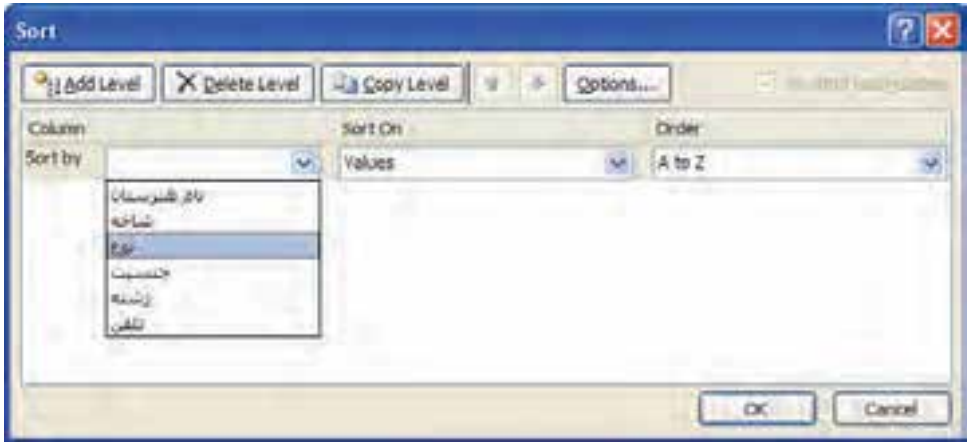 Sort
Add Level Delete Level Copy Level Options...
Column Sort On Order
Sort by Values A to Z
نام هنرستان
شاخه
نوع
جنسیت
رشته
تلفن
OK Cancel